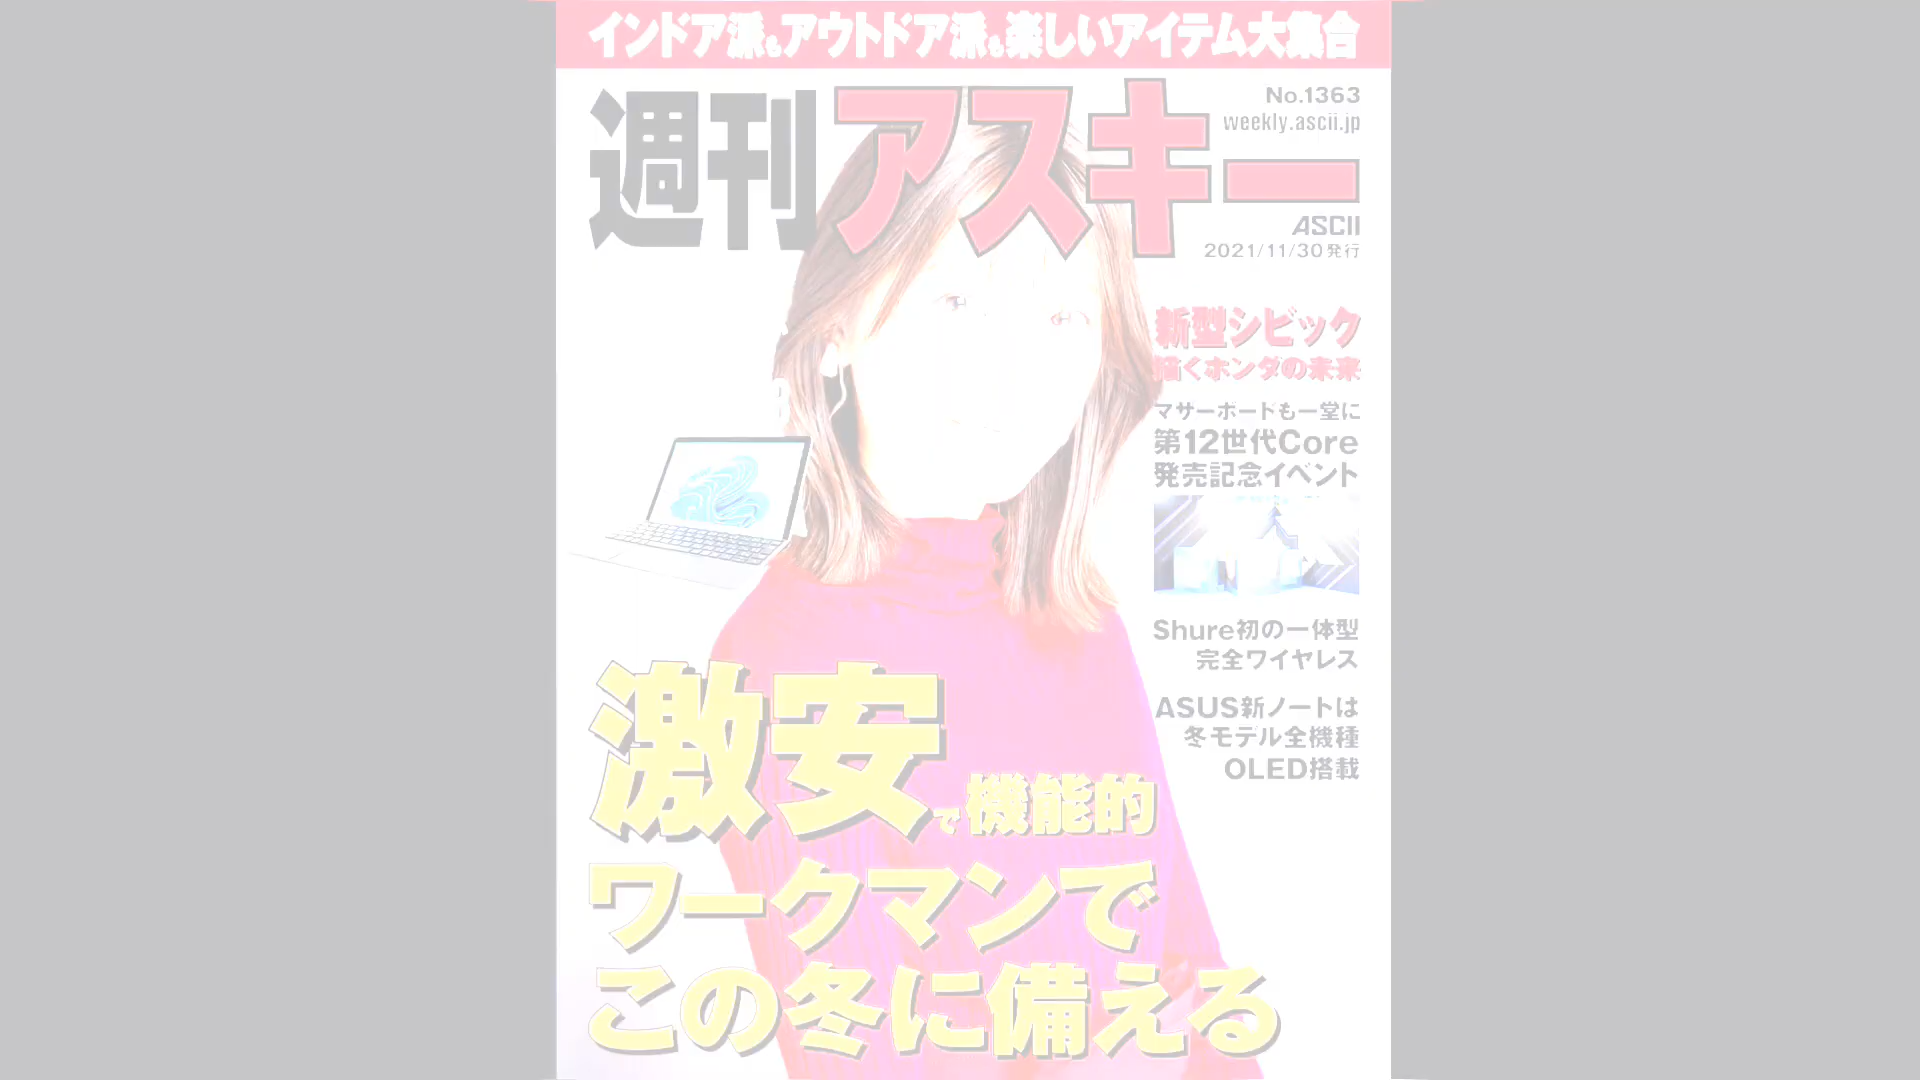 インドア派も、アウトドア派も、楽しいアイテム大集合
週刊アスキー
No.1363
weekly.ascii.jp
ASCII
2021/11/30発行
新型シビック
描くホンダの未来
マザーボードも一堂に
第12世代Core
発売記念イベント
Shure初の一体型
完全ワイヤレス
ASUS新ノートは
冬モデル全機種
OLED搭載
激安で機能的
ワークマンで
この冬に備える